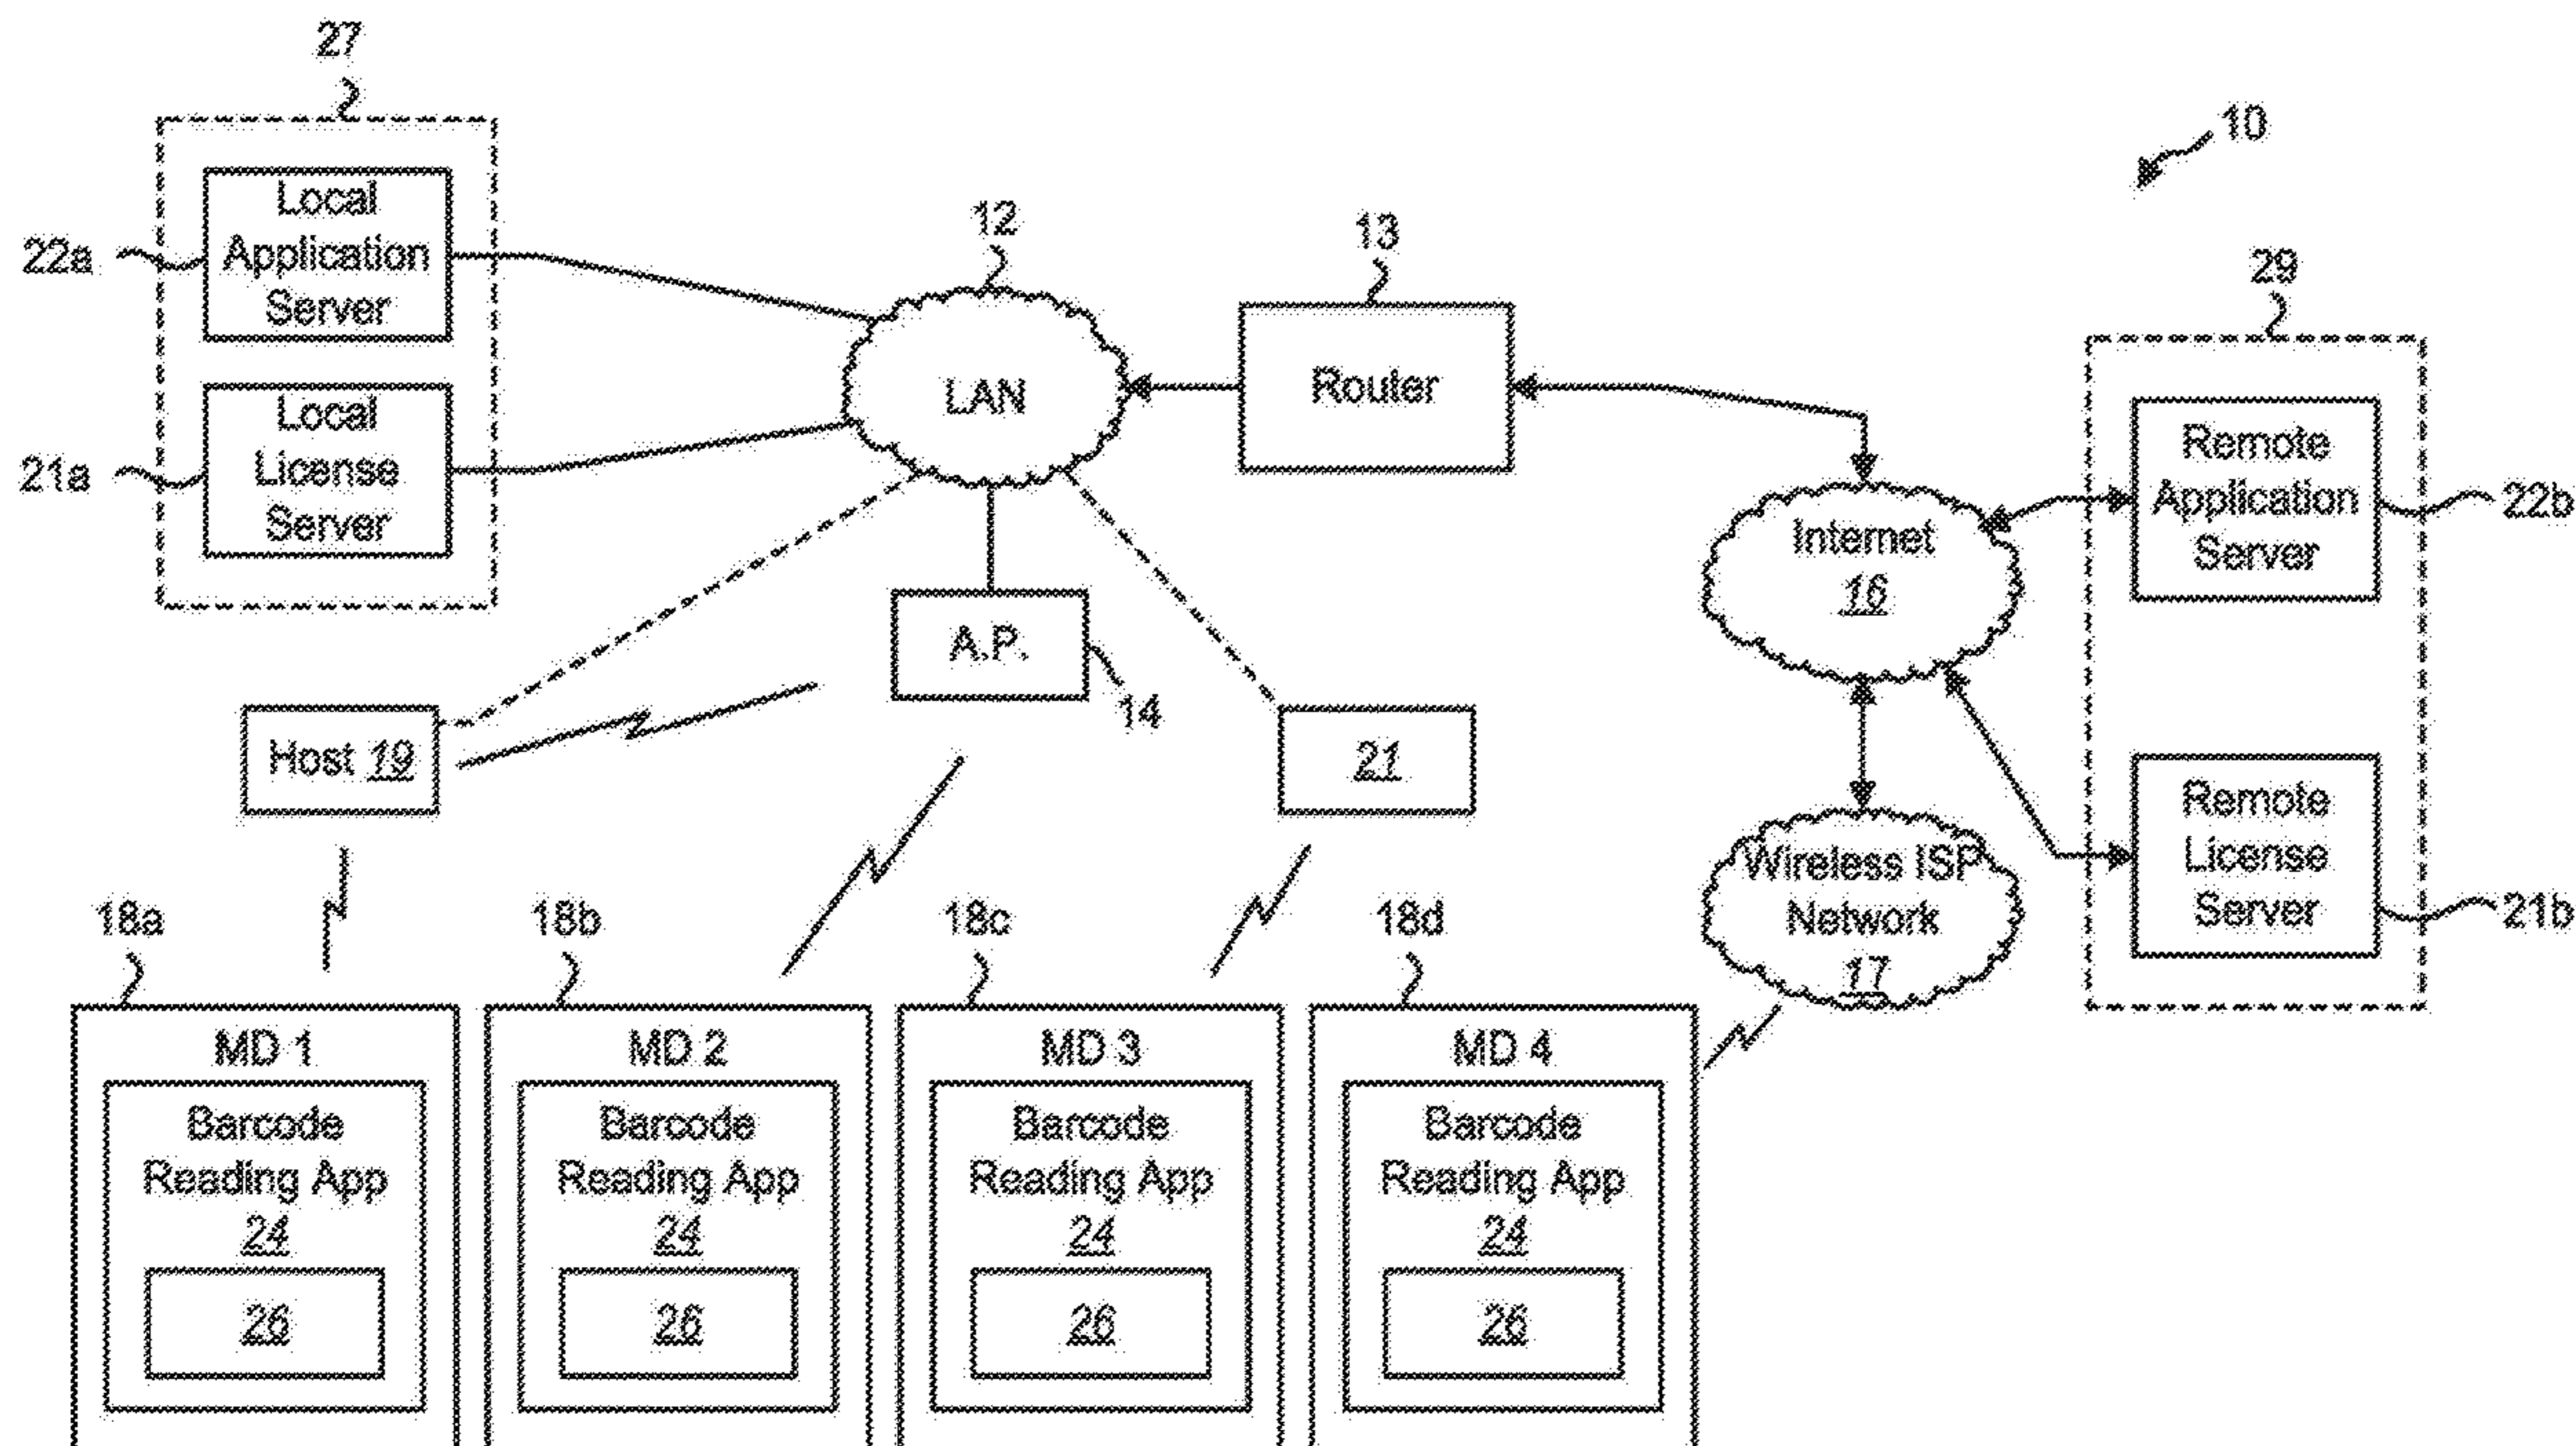 27
10
Local
Application
Server
22a
12
13
29
LAN
Router
Local
License
Server
21a
Remote
Application
Server
22b
Internet
16
A.P.
14
Host 19
21
Remote
License
Server
21b
Wireless ISP
Network
17
18a
18b
18c
18d
MD 1
Barcode
Reading App
24
26
MD 2
Barcode
Reading App
24
26
MD 3
Barcode
Reading App
24
26
MD 4
Barcode
Reading App
24
26